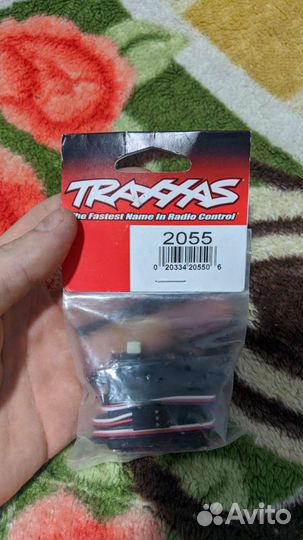 TRAXXAS
The Fastest Name In Radio Control
2055
0 20334 20550 6
Avito